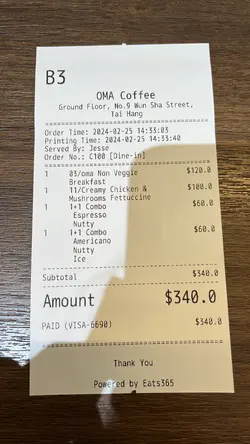 B3
OMA Coffee
Ground Floor, No.9 Wun Sha Street,
Tai Hang
Order Time: 2024-02-25 14:33:03
Printing Time: 2024-02-25 14:33:40
Served By: Jesse
Order No.: C100 [Dine-in]
1 03/oma Non Veggie $120.0
Breakfast
1 11/Creamy Chicken & $100.0
Mushrooms Fettuccine
1 1+1 Combo $60.0
Espresso
Nutty
1 1+1 Combo $60.0
Americano
Nutty
Ice
Subtotal $340.0
Amount $340.0
PAID (VISA-6690) $340.0
Thank You
Powered by Eats365